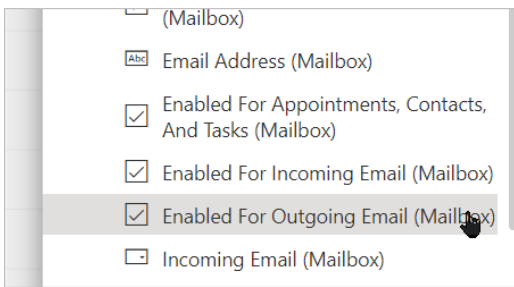 (Mailbox)
Abc Email Address (Mailbox)
Enabled For Appointments, Contacts,
And Tasks (Mailbox)
Enabled For Incoming Email (Mailbox)
Enabled For Outgoing Email (Mailbox)
Incoming Email (Mailbox)